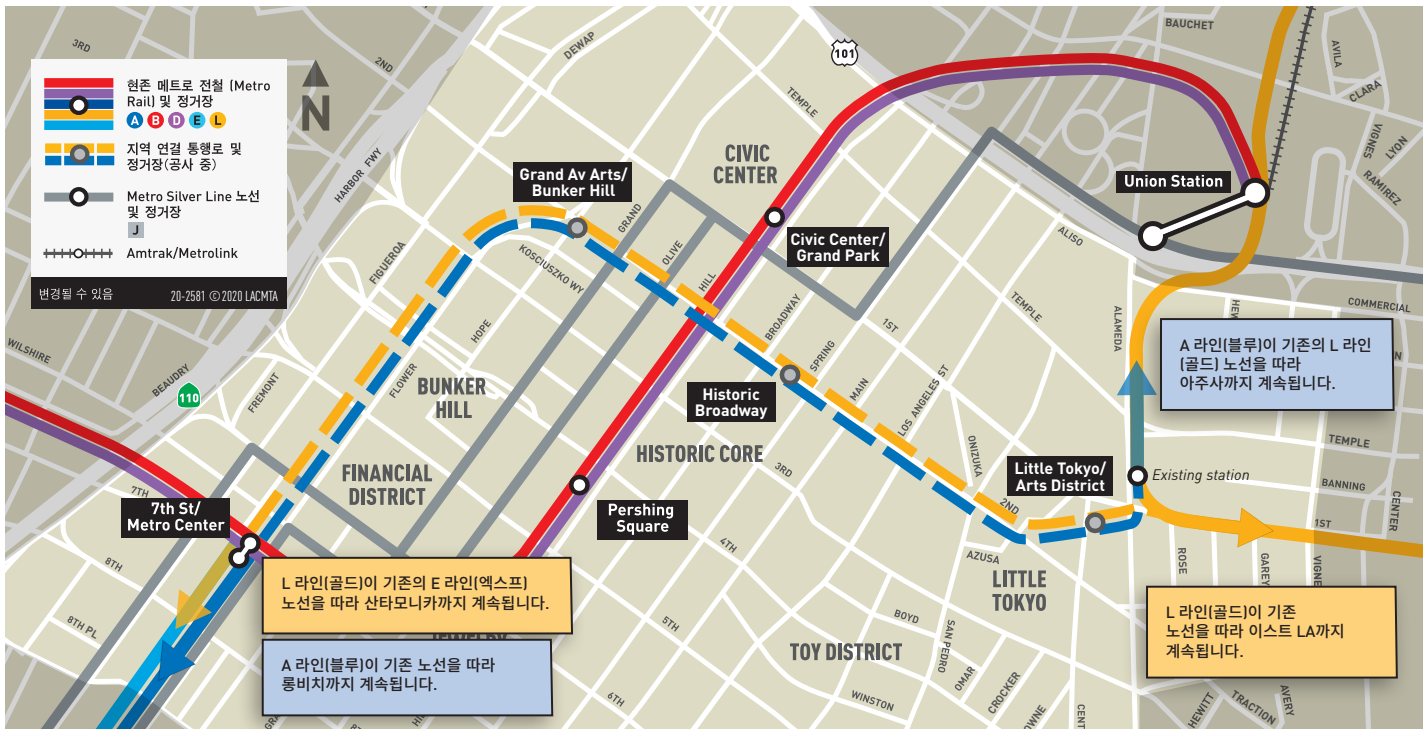 현존 메트로 전철 (Metro
Rail) 및 정거장
A B D E L
지역 연결 통행로 및
정거장(공사 중)
Metro Silver Line 노선
및 정거장
J
Amtrak/Metrolink
변경될 수 있음
20-2581 ©2020 LACMTA
N
3RD
2ND
DEWAP
101
TEMPLE
BAUCHET
AVILA
CLARA
VIGNES
LYON
RAMIREZ
HARBOR FWY
CIVIC
CENTER
Grand Av Arts/
Bunker Hill
Union Station
GRAND
OLIVE
HILL
Civic Center/
Grand Park
ALISO
FIGUEROA
KOSCIUSZKO WY
HOPE
FLOWER
BROADWAY
SPRING
MAIN
1ST
TEMPLE
LOS ANGELES ST
ALAMEDA
COMMERCIAL
WILSHIRE
BEAUDRY
110
FREMONT
BUNKER
HILL
Historic
Broadway
A 라인(블루)이 기존의 L 라인
(골드) 노선을 따라
아주사까지 계속됩니다.
HISTORIC CORE
3RD
ONIZUKA
2ND
Little Tokyo/
Arts District
Existing station
TEMPLE
BANNING
CENTER
1ST
FINANCIAL
DISTRICT
7TH
7th St/
Metro Center
Pershing
Square
4TH
AZUSA
LITTLE
TOKYO
ROSE
GAREY
8TH
8TH PL
L 라인(골드)이 기존의 E 라인(엑스프)
노선을 따라 산타모니카까지 계속됩니다.
5TH
BOYD
SAN PEDRO
TOY DISTRICT
OMAR
CROCKER
WINSTON
6TH
L 라인(골드)이 기존
노선을 따라 이스트 LA까지
계속됩니다.
A 라인(블루)이 기존 노선을 따라
롱비치까지 계속됩니다.
HEWITT
TRACTION
AVERY